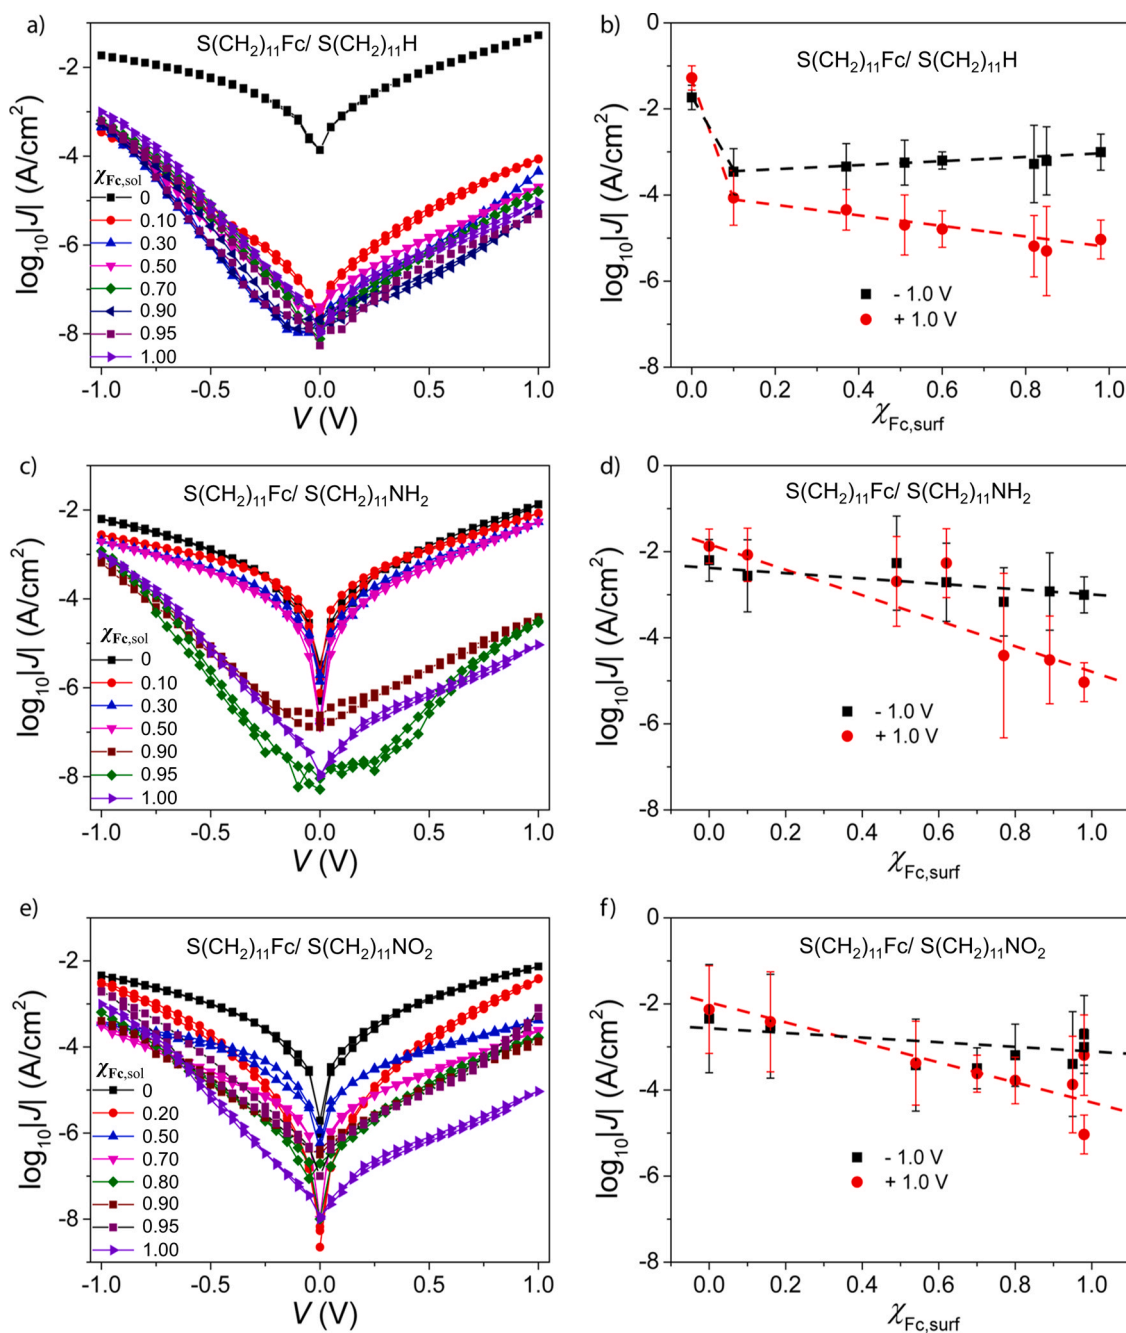 a)
S(CH₂)₁₁Fc/ S(CH₂)₁₁H
log₁₀|J| (A/cm²)
-2
-4
-6
-8
χFc,sol
0
0.10
0.30
0.50
0.70
0.90
0.95
1.00
-1.0 -0.5 0.0 0.5 1.0
V (V)
b)
S(CH₂)₁₁Fc/ S(CH₂)₁₁H
log₁₀|J| (A/cm²)
0
-2
-4
-6
-8
- 1.0 V
+ 1.0 V
0.0 0.2 0.4 0.6 0.8 1.0
χFc,surf
c)
S(CH₂)₁₁Fc/ S(CH₂)₁₁NH₂
log₁₀|J| (A/cm²)
-2
-4
-6
-8
χFc,sol
0
0.10
0.30
0.50
0.90
0.95
1.00
-1.0 -0.5 0.0 0.5 1.0
V (V)
d)
S(CH₂)₁₁Fc/ S(CH₂)₁₁NH₂
log₁₀|J| (A/cm²)
0
-2
-4
-6
-8
- 1.0 V
+ 1.0 V
0.0 0.2 0.4 0.6 0.8 1.0
χFc,surf
e)
S(CH₂)₁₁Fc/ S(CH₂)₁₁NO₂
log₁₀|J| (A/cm²)
-2
-4
-6
-8
χFc,sol
0
0.20
0.50
0.70
0.80
0.90
0.95
1.00
-1.0 -0.5 0.0 0.5 1.0
V (V)
f)
S(CH₂)₁₁Fc/ S(CH₂)₁₁NO₂
log₁₀|J| (A/cm²)
0
-2
-4
-6
-8
- 1.0 V
+ 1.0 V
0.0 0.2 0.4 0.6 0.8 1.0
χFc,surf